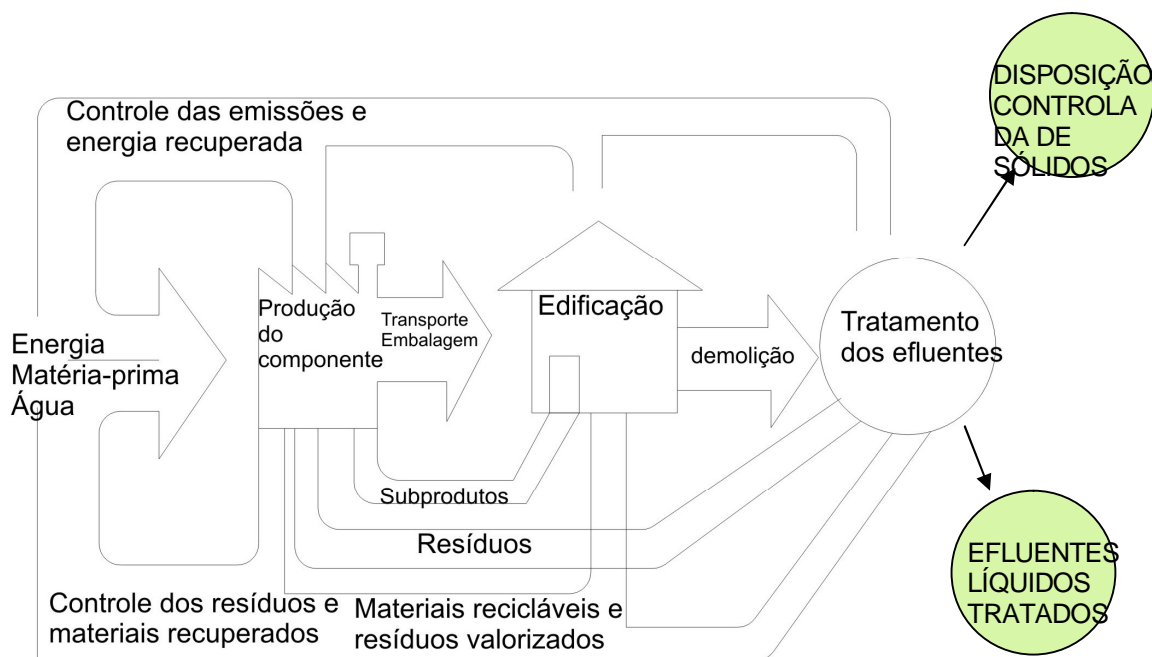 DISPOSIÇÃO
CONTROLA
DA DE
SÓLIDOS
Controle das emissões e
energia recuperada
Energia
Matéria-prima
Água
Produção
do
componente
Transporte
Embalagem
Edificação
demolição
Tratamento
dos efluentes
Subprodutos
Resíduos
Controle dos resíduos e
materiais recuperados
Materiais recicláveis e
resíduos valorizados
EFLUENTES
LÍQUIDOS
TRATADOS